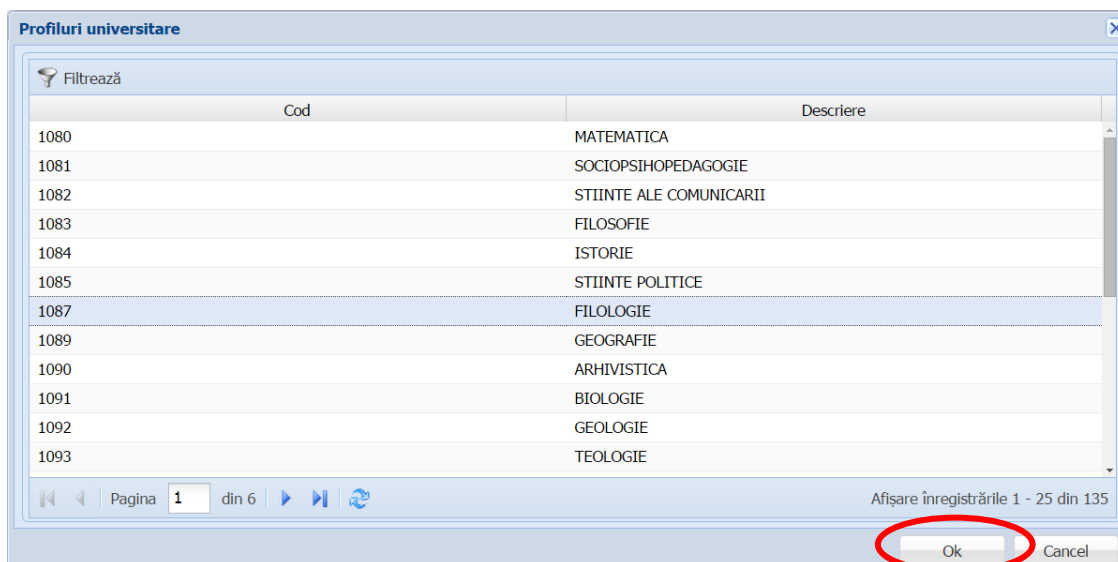 Profiluri universitare
Filtrează
Cod Descriere
1080 MATEMATICA
1081 SOCIOPSIHOPEDAGOGIE
1082 STIINTE ALE COMUNICARII
1083 FILOSOFIE
1084 ISTORIE
1085 STIINTE POLITICE
1087 FILOLOGIE
1089 GEOGRAFIE
1090 ARHIVISTICA
1091 BIOLOGIE
1092 GEOLOGIE
1093 TEOLOGIE
Pagina 1 din 6 Afișare înregistrările 1 - 25 din 135
Ok Cancel